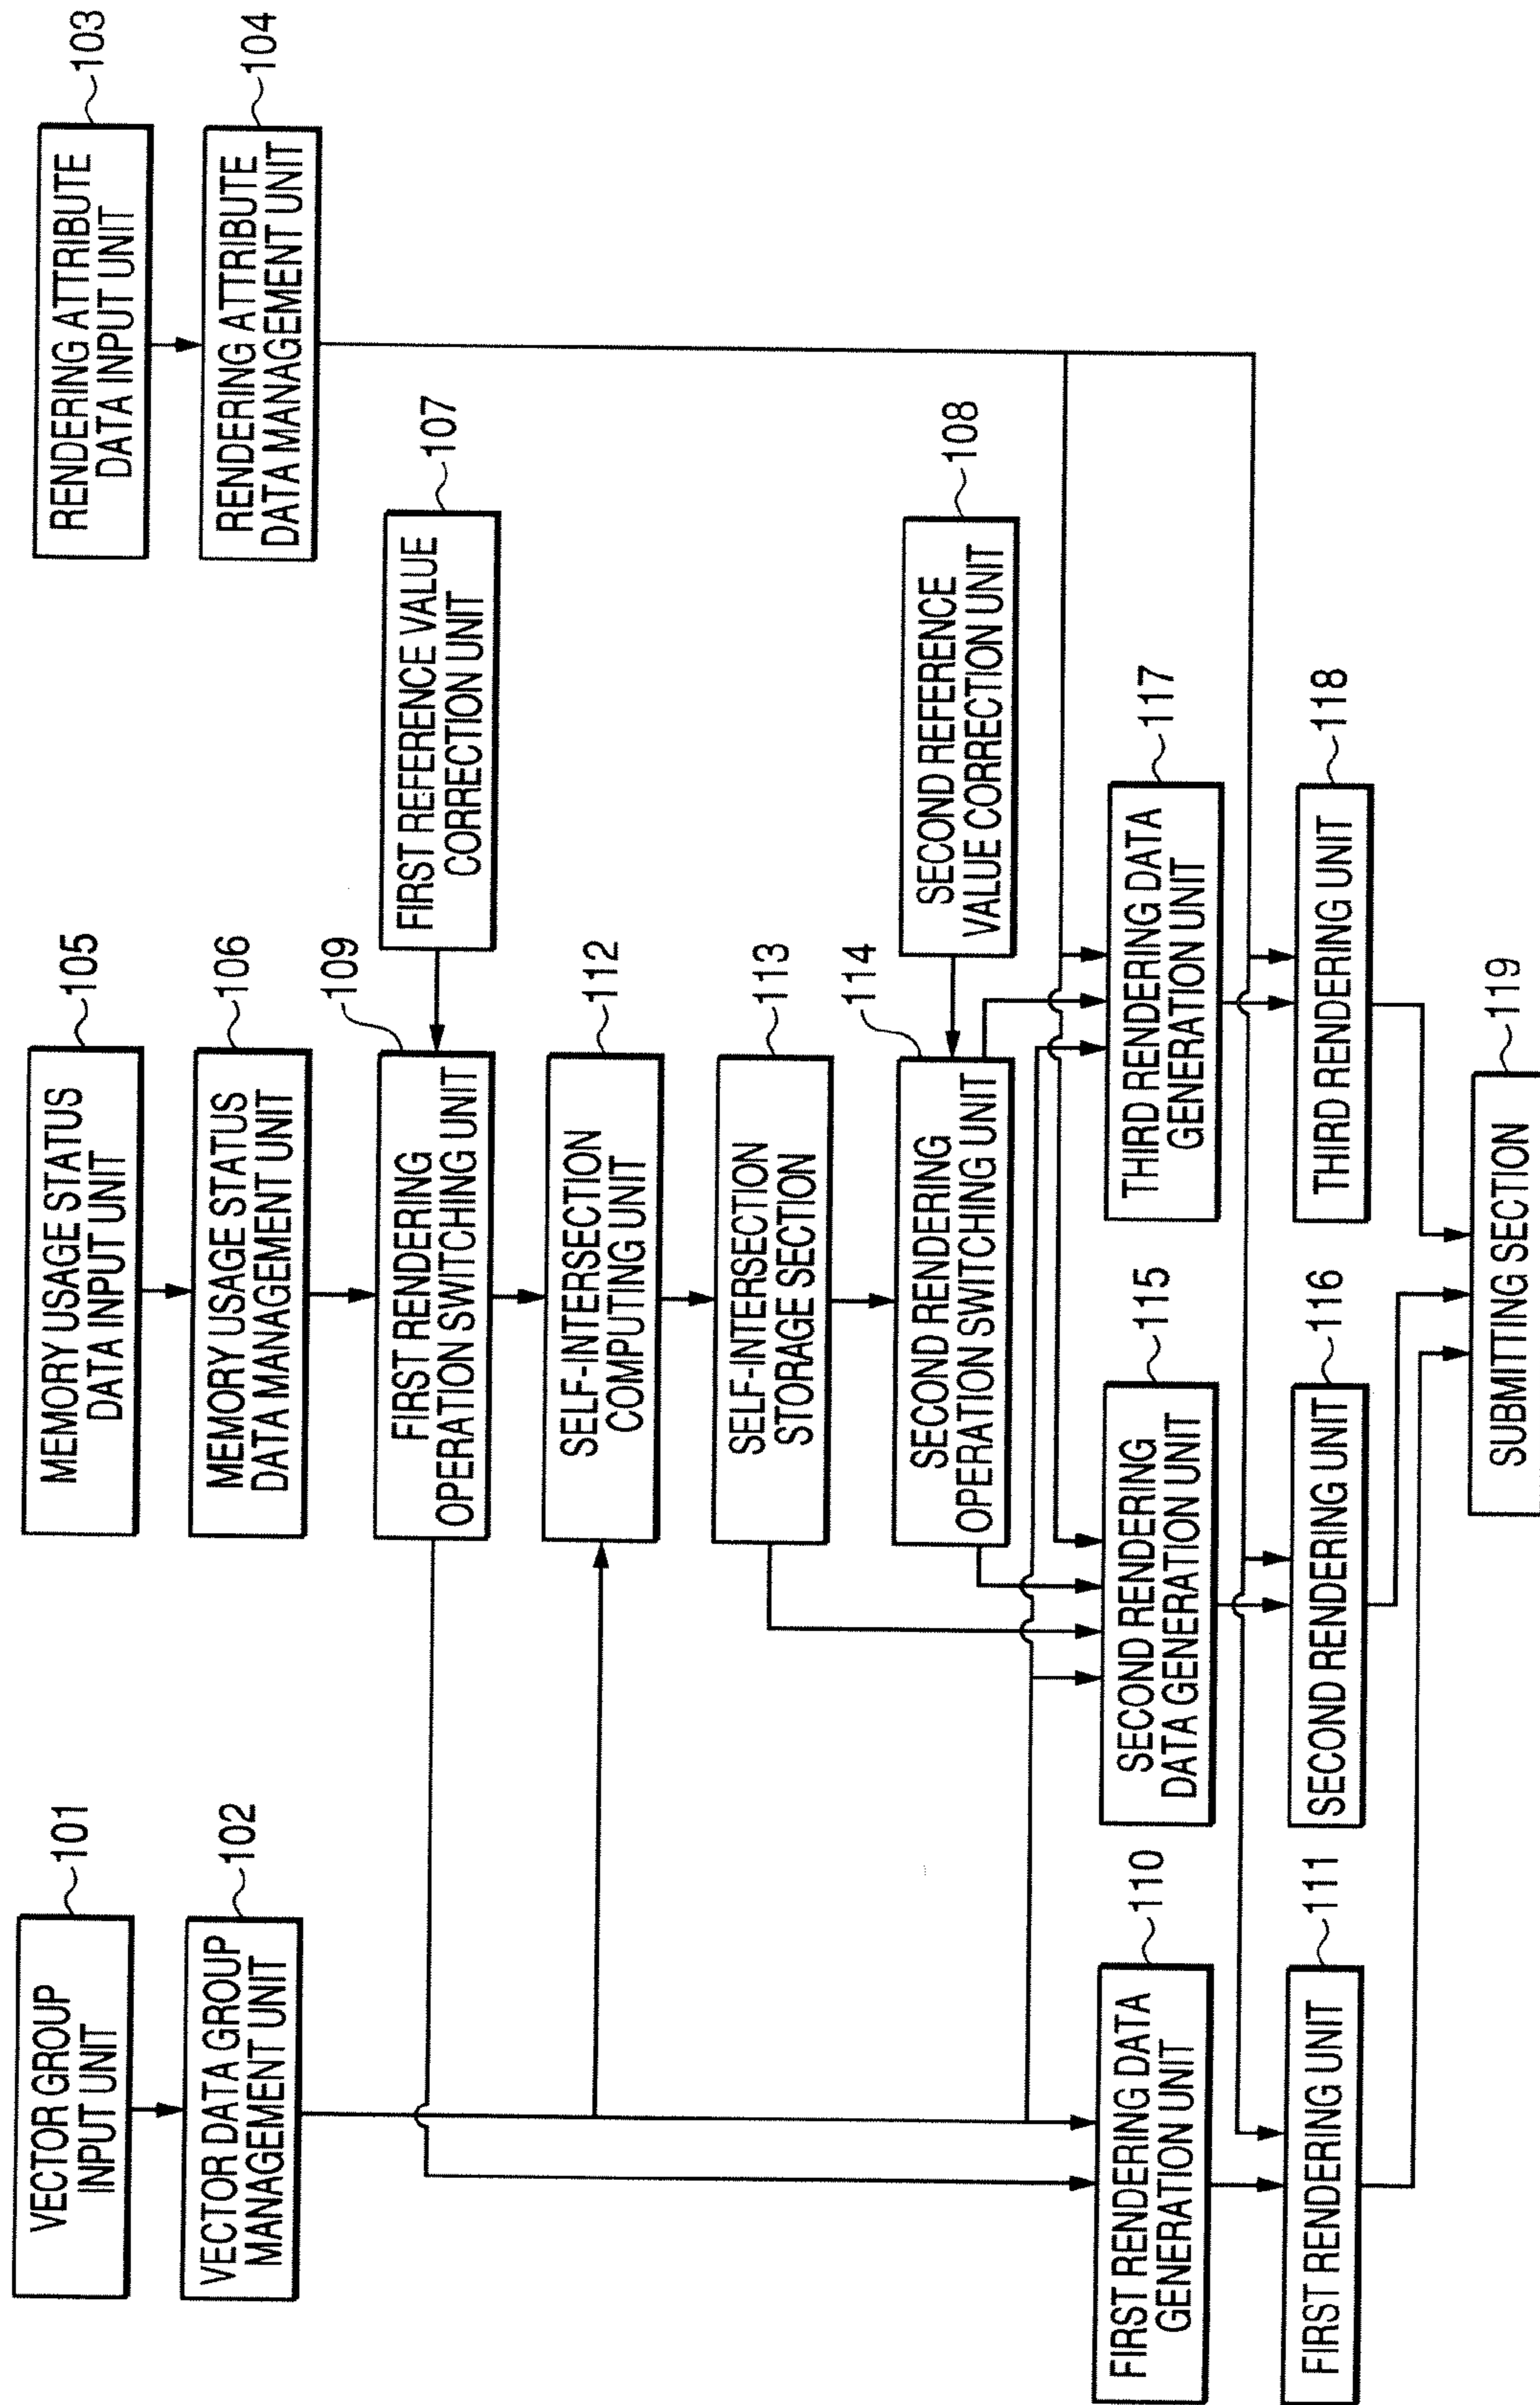 VECTOR GROUP
INPUT UNIT
101
VECTOR DATA GROUP
MANAGEMENT UNIT
102
MEMORY USAGE STATUS
DATA INPUT UNIT
105
MEMORY USAGE STATUS
DATA MANAGEMENT UNIT
106
RENDERING ATTRIBUTE
DATA INPUT UNIT
103
RENDERING ATTRIBUTE
DATA MANAGEMENT UNIT
104
FIRST RENDERING
OPERATION SWITCHING UNIT
109
FIRST REFERENCE VALUE
CORRECTION UNIT
107
SELF-INTERSECTION
COMPUTING UNIT
112
SELF-INTERSECTION
STORAGE SECTION
113
SECOND RENDERING
OPERATION SWITCHING UNIT
114
SECOND REFERENCE
VALUE CORRECTION UNIT
108
FIRST RENDERING DATA
GENERATION UNIT
110
SECOND RENDERING
DATA GENERATION UNIT
115
THIRD RENDERING DATA
GENERATION UNIT
117
FIRST RENDERING UNIT
111
SECOND RENDERING UNIT
116
THIRD RENDERING UNIT
118
SUBMITTING SECTION
119